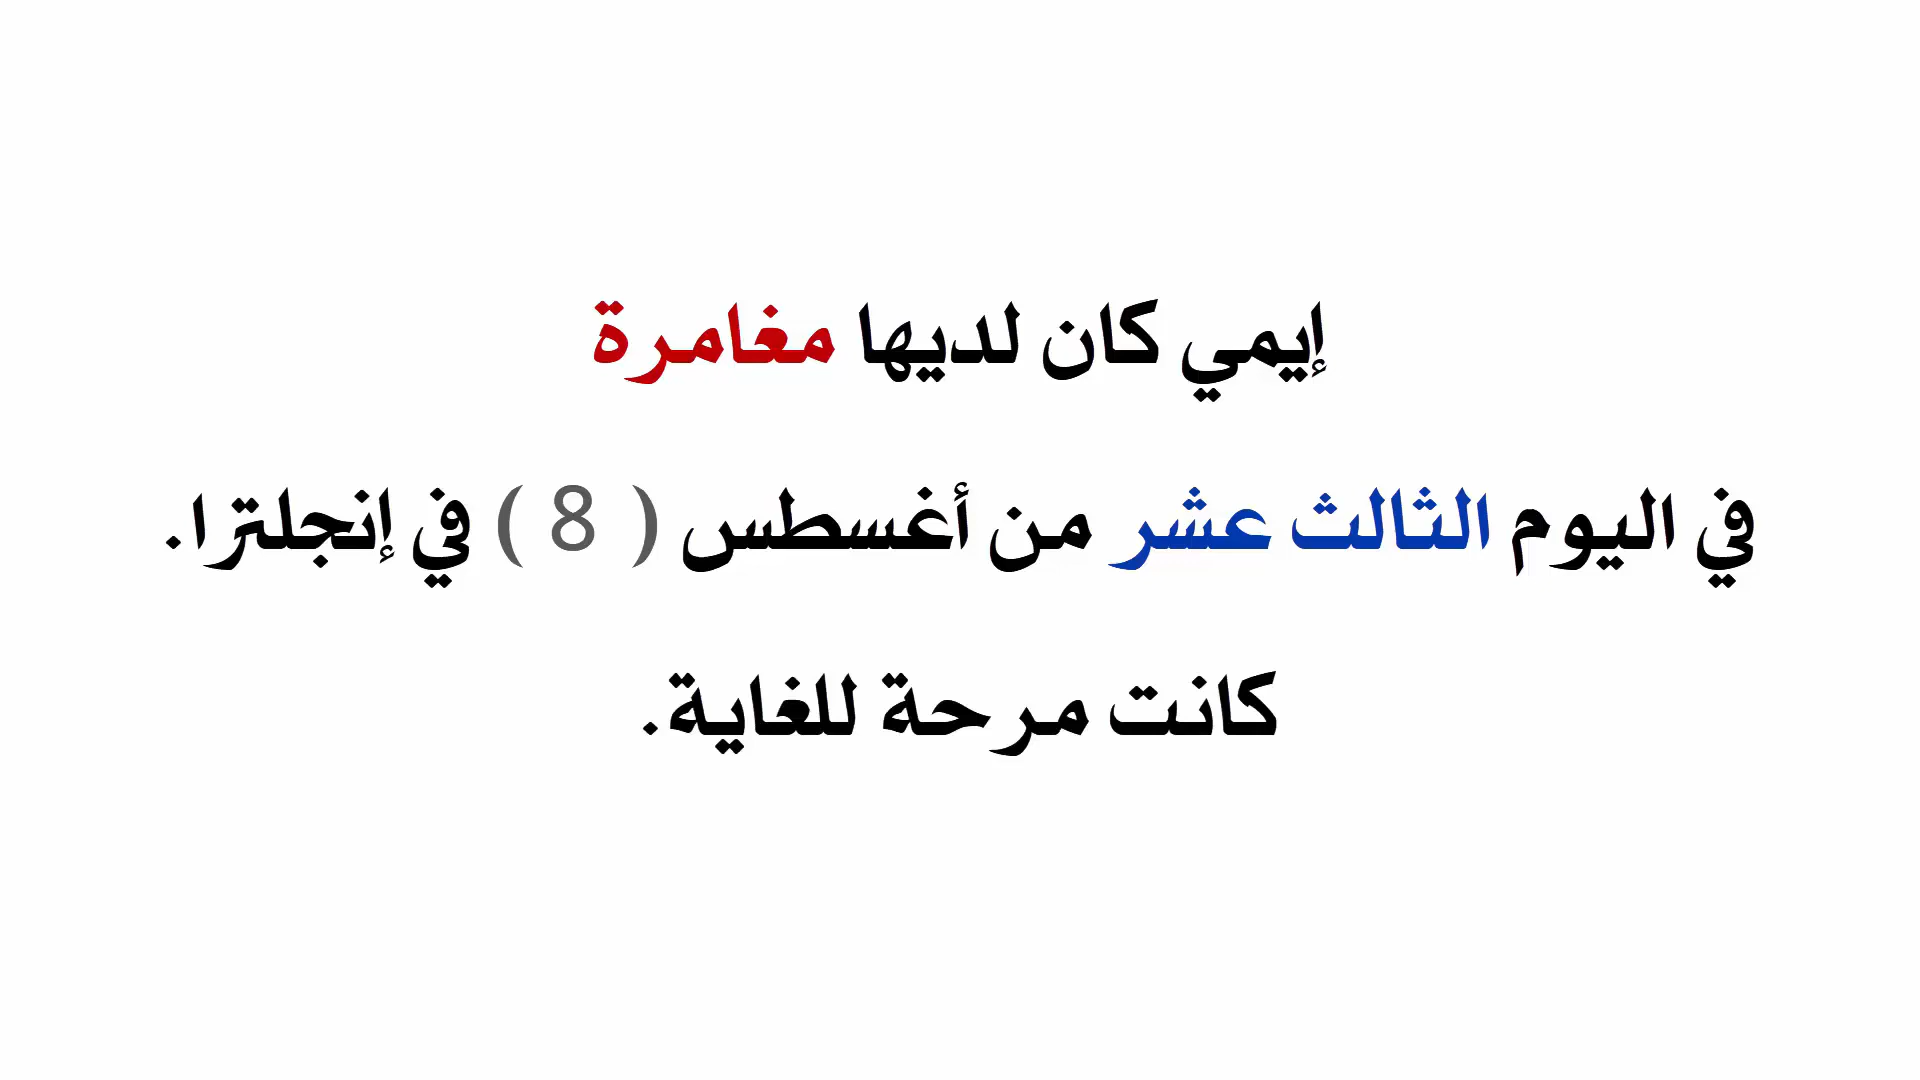 إيمي كان لديها مغامرة
في اليوم الثالث عشر من أغسطس ( 8 ) في إنجلترا.
كانت مرحة للغاية.